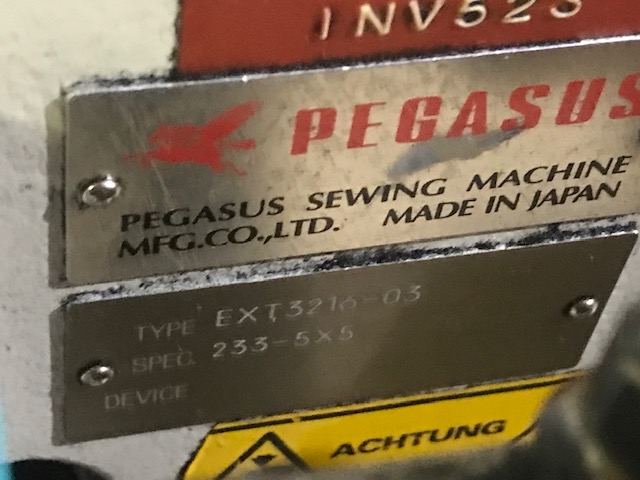 INV523
PEGASUS
PEGASUS SEWING MACHINE
MFG.CO.,LTD. MADE IN JAPAN
TYPE EXT3216-03
SPEC. 233-5X5
DEVICE
ACHTUNG